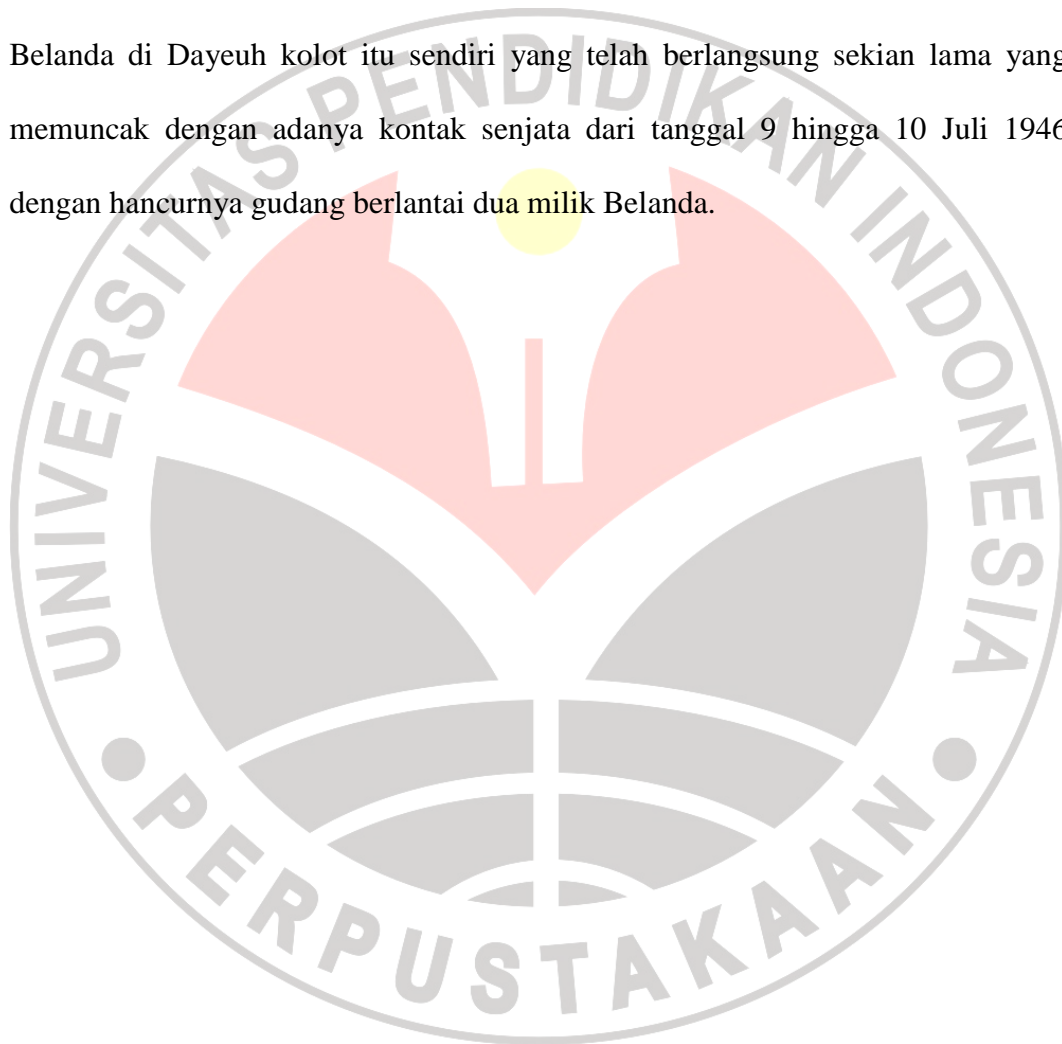 Belanda di Dayeuh kolot itu sendiri yang telah berlangsung sekian lama yang
memuncak dengan adanya kontak senjata dari tanggal 9 hingga 10 Juli 1946
dengan hancurnya gudang berlantai dua milik Belanda.
UNIVERSITAS PENDIDIKAN INDONESIA
PERPUSTAKAAN